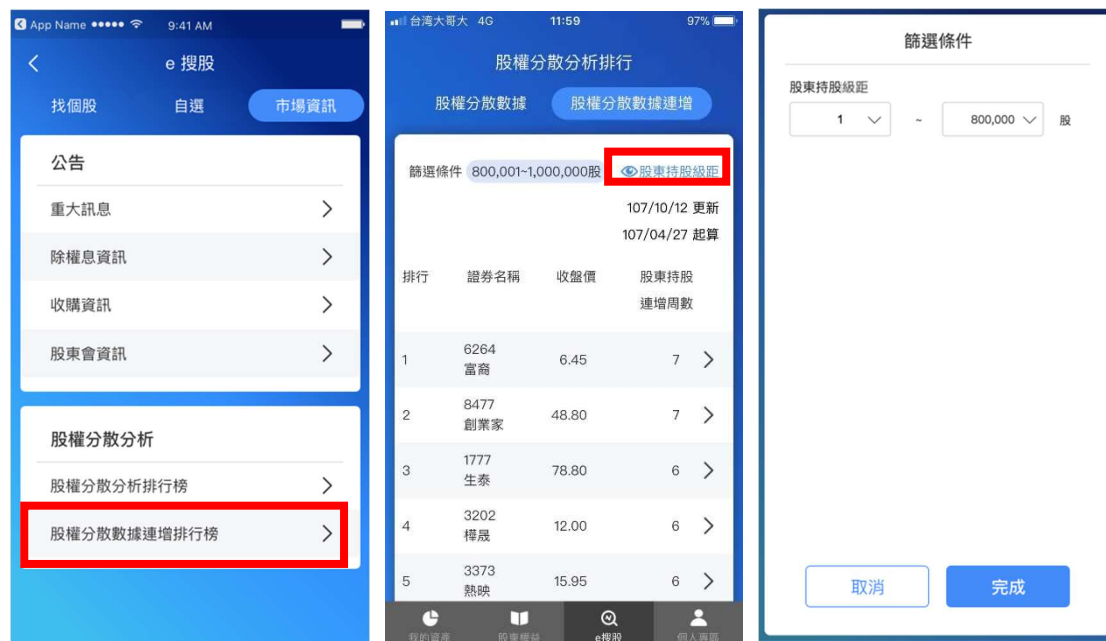 App Name 9:41 AM
e 搜股
找個股 自選 市場資訊
公告
重大訊息
除權息資訊
收購資訊
股東會資訊
股權分散分析
股權分散分析排行榜
股權分散數據連增排行榜
台湾大哥大 4G 11:59 97%
股權分散分析排行
股權分散數據 股權分散數據連增
篩選條件 800,001~1,000,000股 股東持股級距
107/10/12 更新
107/04/27 起算
排行 證券名稱 收盤價 股東持股
連增周數
1 6264 富裔 6.45 7
2 8477 創業家 48.80 7
3 1777 生泰 78.80 6
4 3202 樺晟 12.00 6
5 3373 熱映 15.95 6
我的資產 股東權益 e搜股 個人專區
篩選條件
股東持股級距
1 ~ 800,000 股
取消 完成